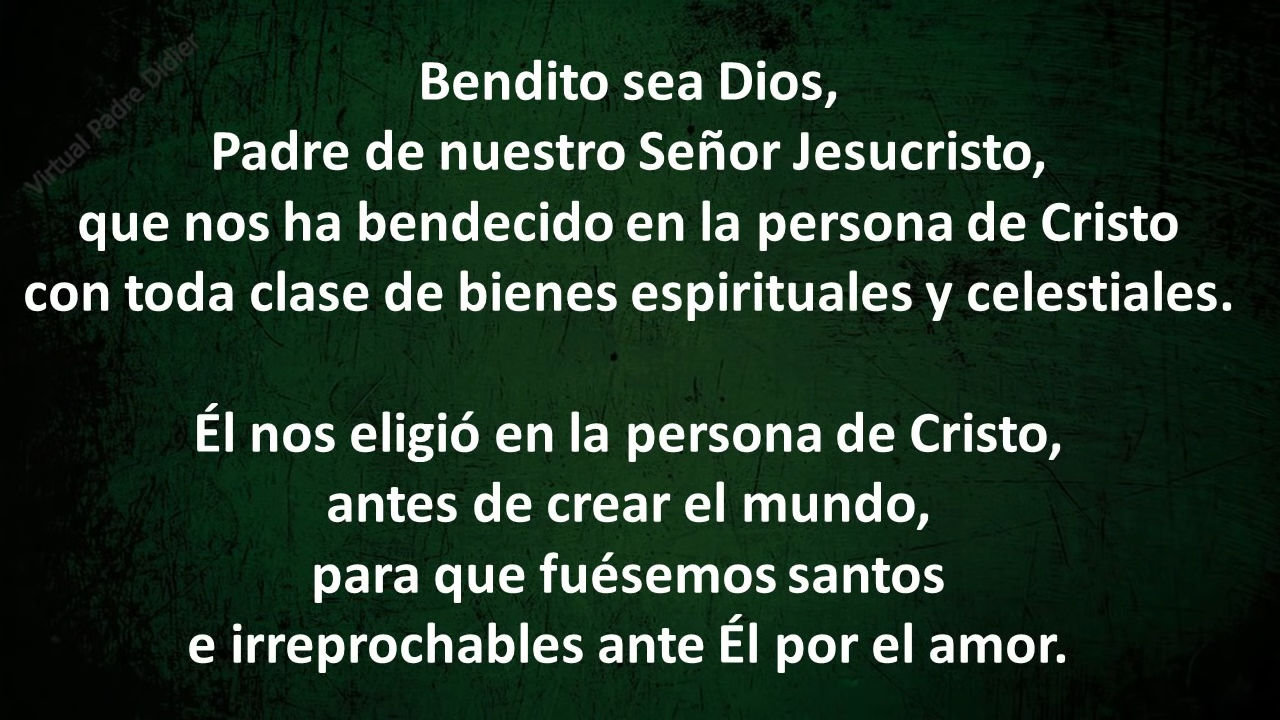 Virtual Padre Didier
Bendito sea Dios,
Padre de nuestro Señor Jesucristo,
que nos ha bendecido en la persona de Cristo
con toda clase de bienes espirituales y celestiales.
Él nos eligió en la persona de Cristo,
antes de crear el mundo,
para que fuésemos santos
e irreprochables ante Él por el amor.